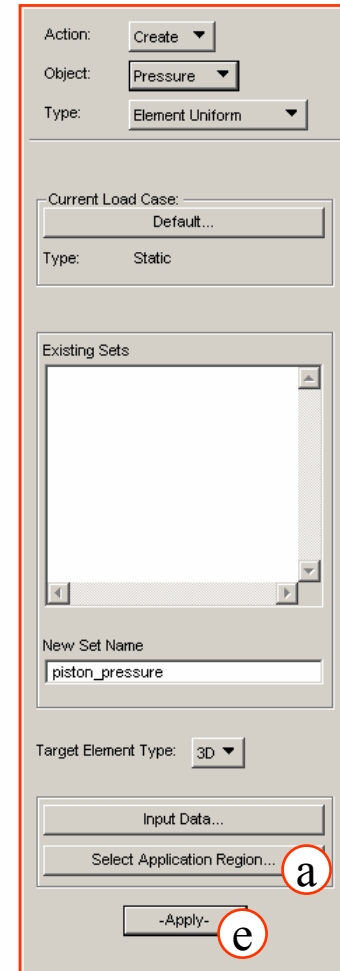 Action: Create
Object: Pressure
Type: Element Uniform
Current Load Case:
Default...
Type: Static
Existing Sets
New Set Name
piston_pressure
Target Element Type: 3D
Input Data...
Select Application Region...
a
-Apply-
e